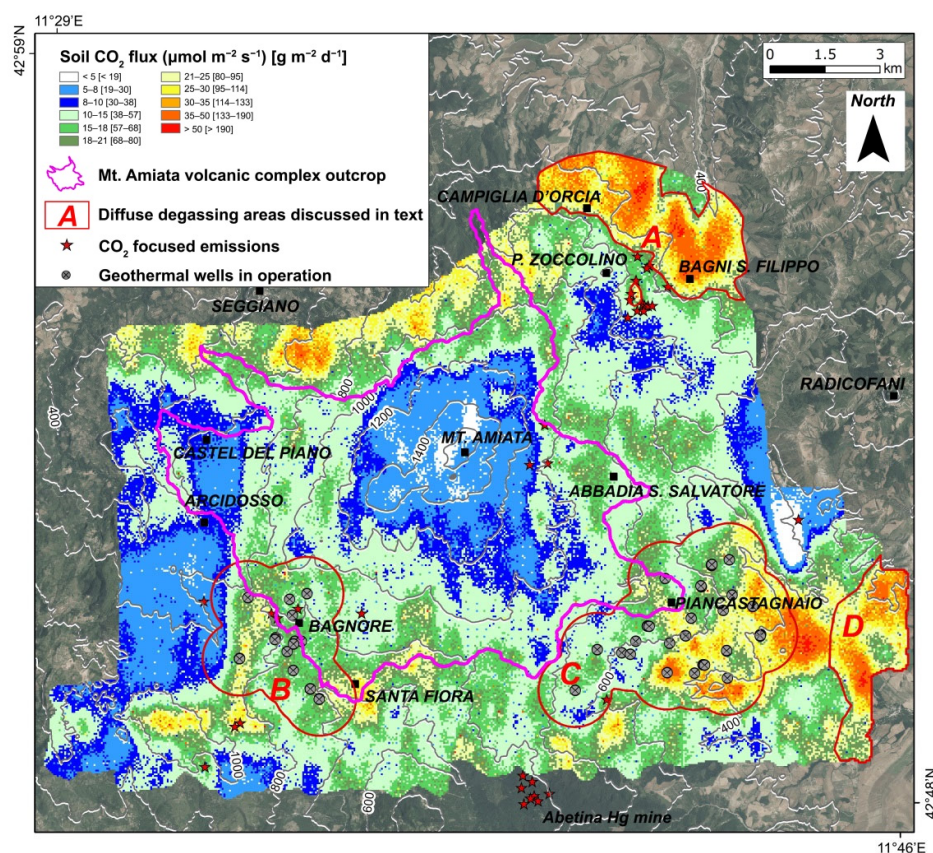 11°29'E
42°59'N
Soil CO₂ flux (μmol m⁻² s⁻¹) [g m⁻² d⁻¹]
< 5 [< 19]
5–8 [19–30]
8–10 [30–38]
10–15 [38–57]
15–18 [57–68]
18–21 [68–80]
21–25 [80–95]
25–30 [95–114]
30–35 [114–133]
35–50 [133–190]
> 50 [> 190]
Mt. Amiata volcanic complex outcrop
A Diffuse degassing areas discussed in text
CO₂ focused emissions
Geothermal wells in operation
0 1.5 3
km
North
400
CAMPIGLIA D'ORCIA
A
P. ZOCCOLINO
BAGNI S. FILIPPO
SEGGIANO
RADICOFANI
400
800
1000
1200
1400
MT. AMIATA
CASTEL DEL PIANO
ABBADIA S. SALVATORE
ARCIDOSSO
PIANCASTAGNAIO
BAGNORE
D
B
C
600
SANTA FIORA
400
1000
800
600
Abetina Hg mine
42°48'N
11°46'E